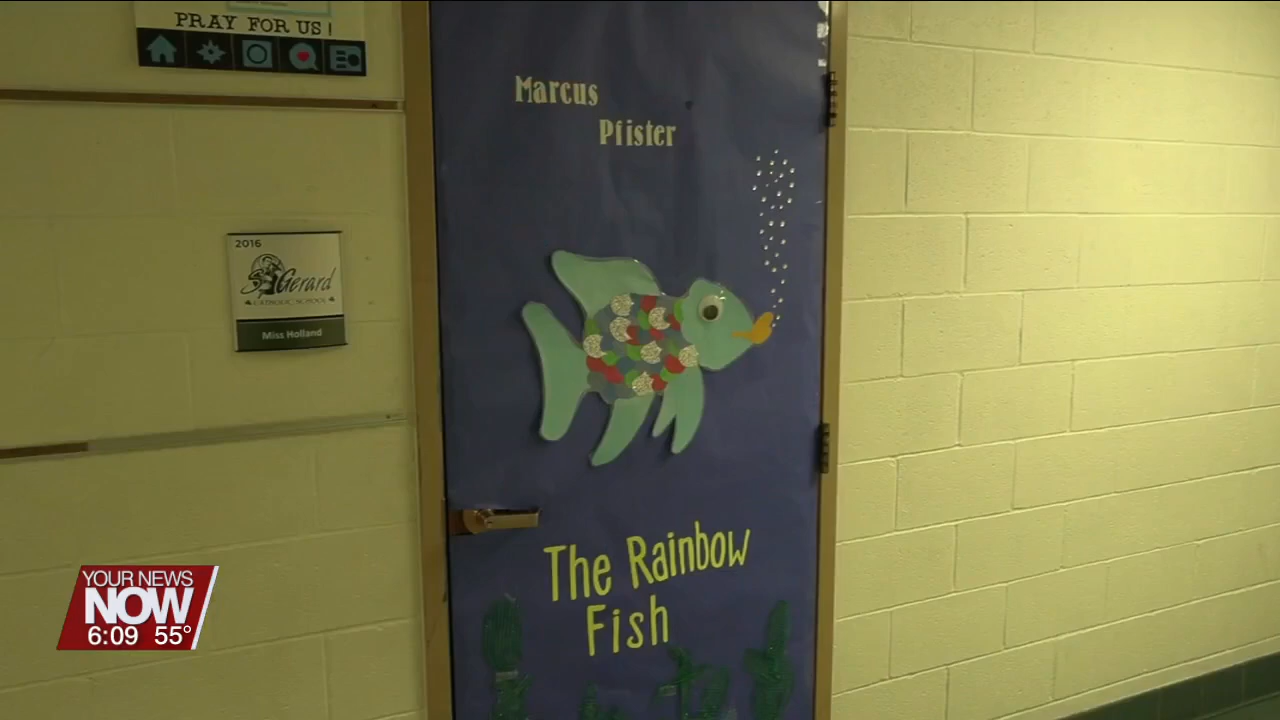 PRAY FOR US!
Marcus
Pfister
2016
St Gerard
CATHOLIC SCHOOL
Miss Holland
The Rainbow
Fish
YOUR NEWS
NOW
6:09 55°